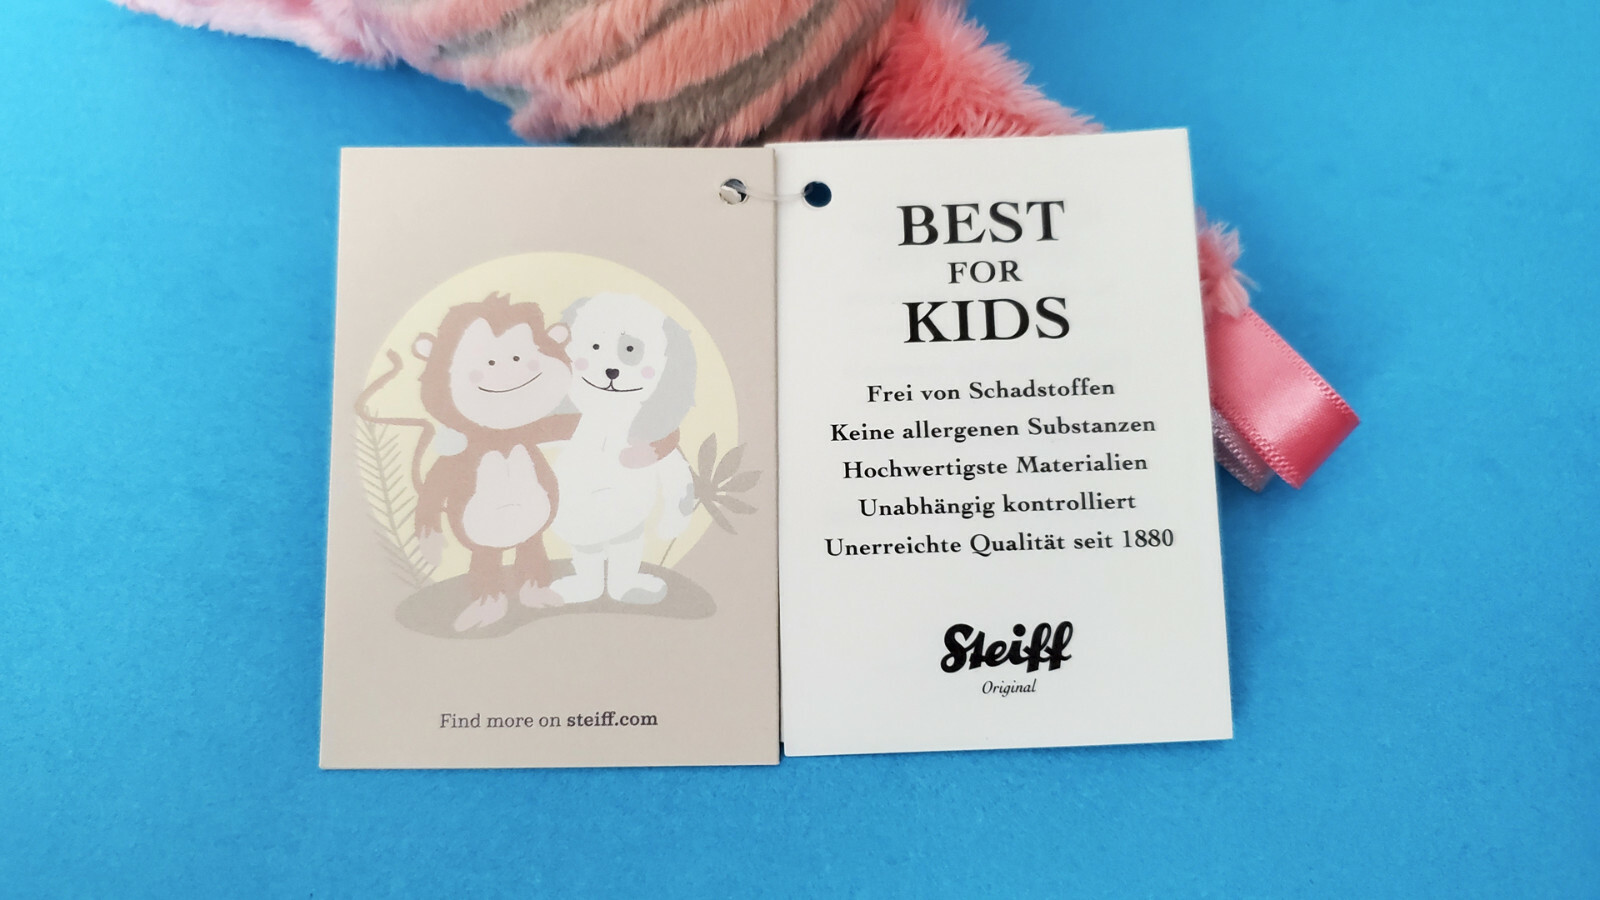 Find more on steiff.com
BEST
FOR
KIDS
Frei von Schadstoffen
Keine allergenen Substanzen
Hochwertigste Materialien
Unabhängig kontrolliert
Unerreichte Qualität seit 1880
Steiff
Original